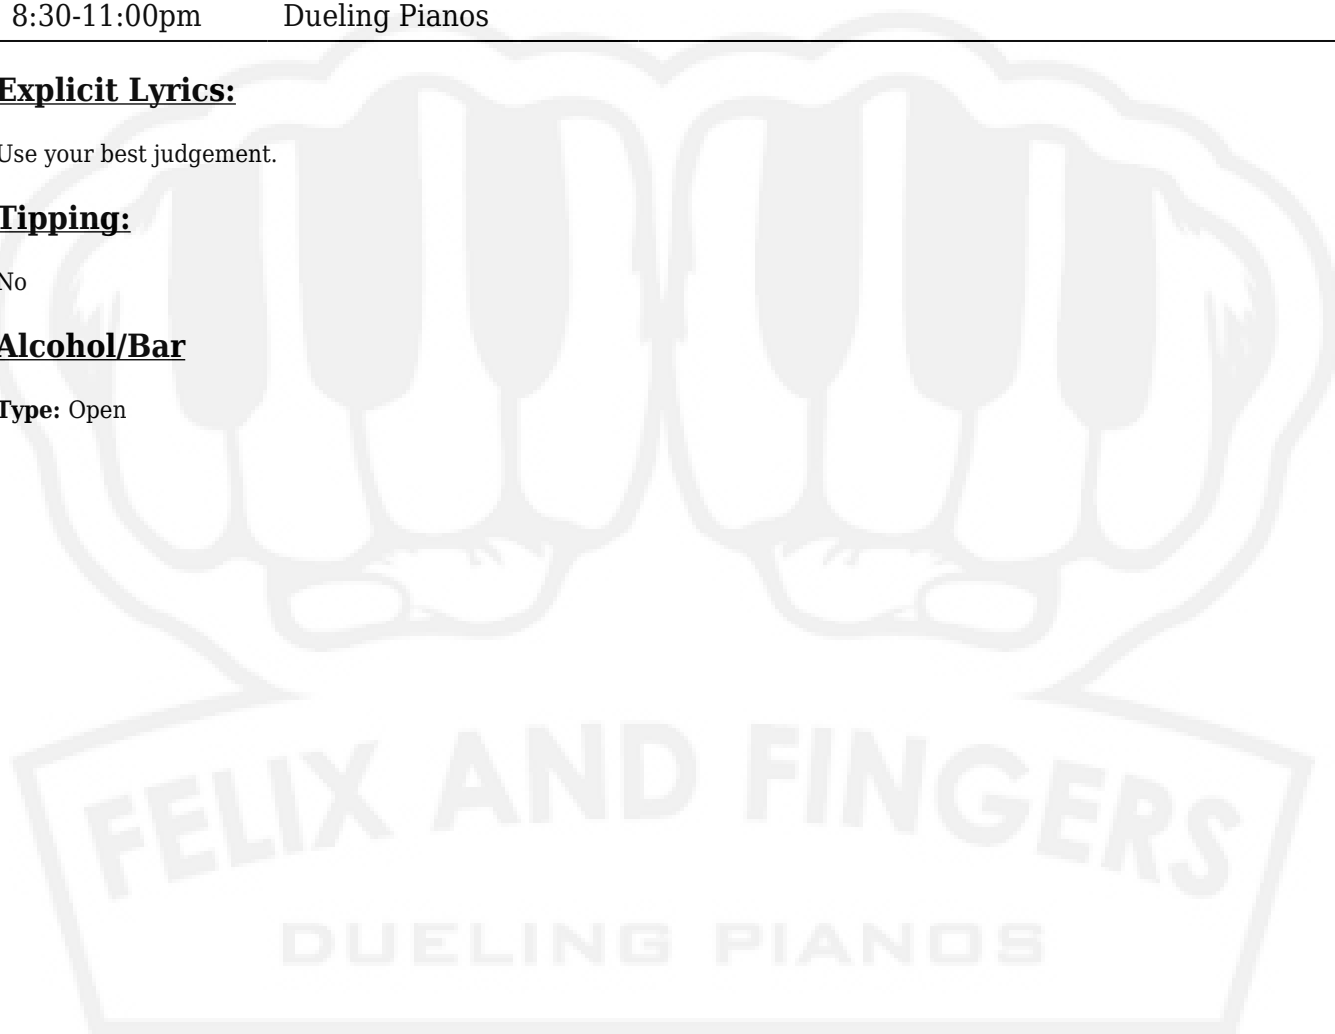 8:30-11:00pm Dueling Pianos
Explicit Lyrics:
Use your best judgement.
Tipping:
No
Alcohol/Bar
Type: Open
FELIX AND FINGERS
DUELING PIANOS